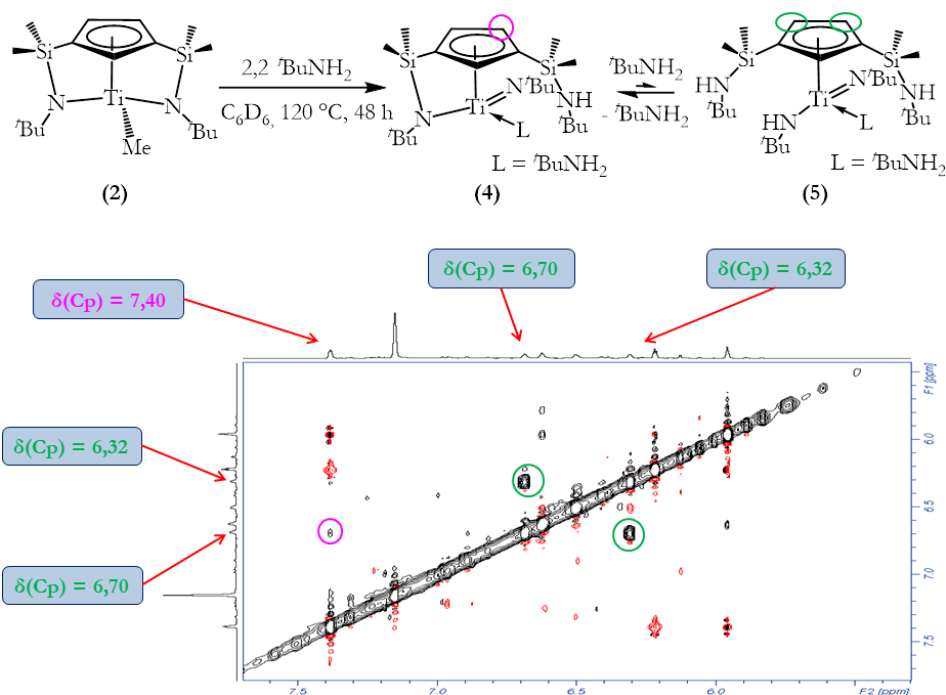 Si Si
N Ti N
ᵗBu Me ᵗBu
(2)
2,2 ᵗBuNH₂
C₆D₆, 120 °C, 48 h
Si Si
N ᵗBu NH
N Ti ᵗBu
ᵗBu L
L = ᵗBuNH₂
(4)
ᵗBuNH₂
- ᵗBuNH₂
Si Si
HN N ᵗBu NH
ᵗBu Ti ᵗBu
HN L
ᵗBu
L = ᵗBuNH₂
(5)
δ(Cp) = 7,40
δ(Cp) = 6,70
δ(Cp) = 6,32
δ(Cp) = 6,32
δ(Cp) = 6,70
F1 [ppm]
6.0
6.5
7.0
7.5
7.5 7.0 6.5 6.0 F2 [ppm]